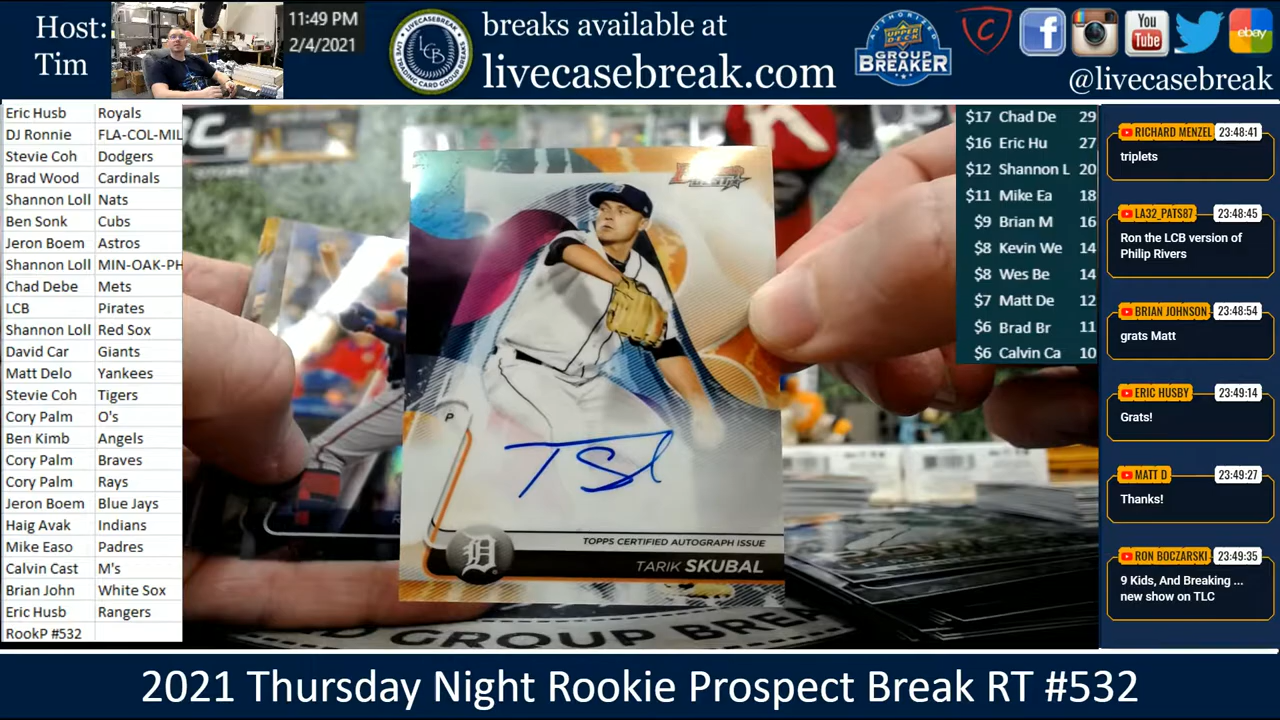 Host:
Tim
11:49 PM
2/4/2021
LIVECASEBREAK
LCB
LIVE TRADING CARD GROUP BREAKS
breaks available at
livecasebreak.com
AUTHORIZED
UPPER DECK
GROUP
BREAKER
You
Tube
ebay
@livecasebreak
Eric Husb Royals
DJ Ronnie FLA-COL-MIL
Stevie Coh Dodgers
Brad Wood Cardinals
Shannon Loll Nats
Ben Sonk Cubs
Jeron Boem Astros
Shannon Loll MIN-OAK-PH
Chad Debe Mets
LCB Pirates
Shannon Loll Red Sox
David Car Giants
Matt Delo Yankees
Stevie Coh Tigers
Cory Palm O's
Ben Kimb Angels
Cory Palm Braves
Cory Palm Rays
Jeron Boem Blue Jays
Haig Avak Indians
Mike Easo Padres
Calvin Cast M's
Brian John White Sox
Eric Husb Rangers
RookP #532
P
TOPPS CERTIFIED AUTOGRAPH ISSUE
TARIK SKUBAL
D GROUP BREA
$17 Chad De 29
$16 Eric Hu 27
$12 Shannon L 20
$11 Mike Ea 18
$9 Brian M 16
$8 Kevin We 14
$8 Wes Be 14
$7 Matt De 12
$6 Brad Br 11
$6 Calvin Ca 10
RICHARD MENZEL 23:48:41
triplets
LA32_PATS87 23:48:45
Ron the LCB version of
Philip Rivers
BRIAN JOHNSON 23:48:54
grats Matt
ERIC HUSBY 23:49:14
Grats!
MATT D 23:49:27
Thanks!
RON BOCZARSKI 23:49:35
9 Kids, And Breaking ...
new show on TLC
2021 Thursday Night Rookie Prospect Break RT #532